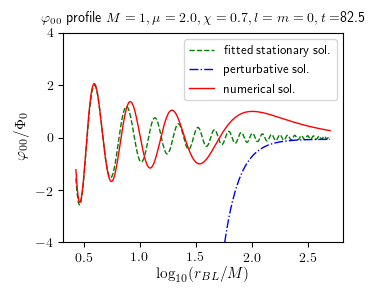 φ₀₀ profile M = 1, μ = 2.0, χ = 0.7, l = m = 0, t =82.5
4
2
0
−2
−4
φ₀₀/Φ₀
fitted stationary sol.
perturbative sol.
numerical sol.
0.5 1.0 1.5 2.0 2.5
log₁₀(r_BL/M)